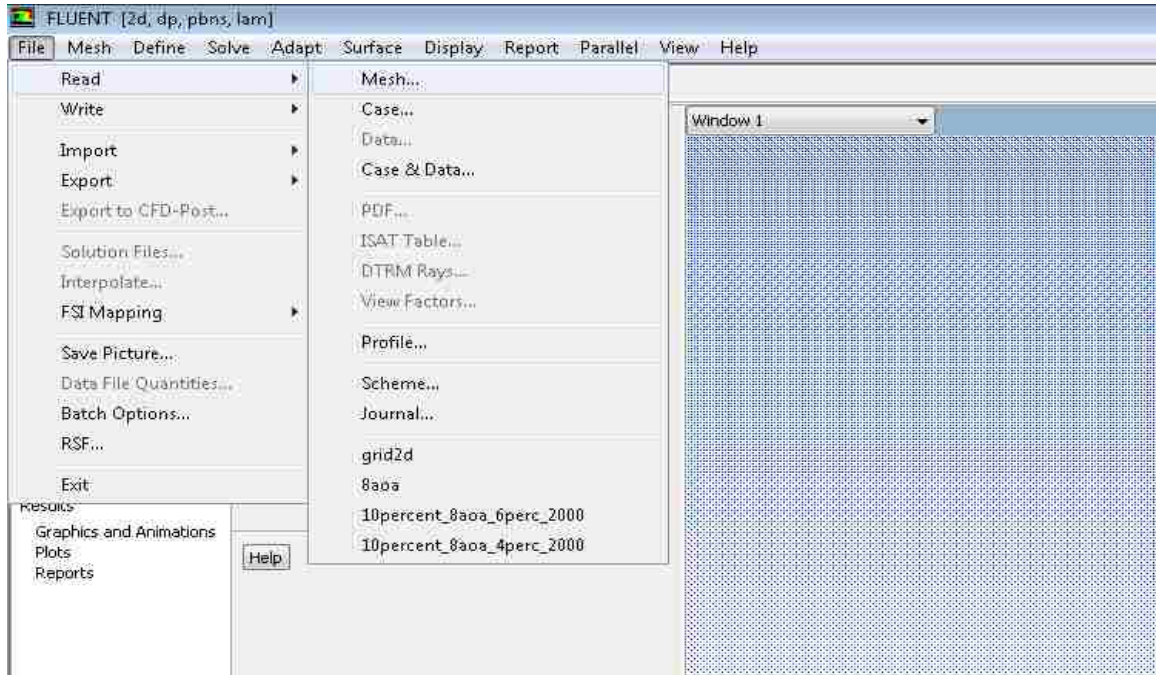 FLUENT [2d, dp, pbns, lam]
File Mesh Define Solve Adapt Surface Display Report Parallel View Help
Read
Write
Import
Export
Export to CFD-Post...
Solution Files...
Interpolate...
FSI Mapping
Save Picture...
Data File Quantities...
Batch Options...
RSF...
Exit
Mesh...
Case...
Data...
Case & Data...
PDF...
ISAT Table...
DTRM Rays...
View Factors...
Profile...
Scheme...
Journal...
grid2d
8aoa
10percent_8aoa_6perc_2000
10percent_8aoa_4perc_2000
Window 1
Results
Graphics and Animations
Plots
Reports
Help